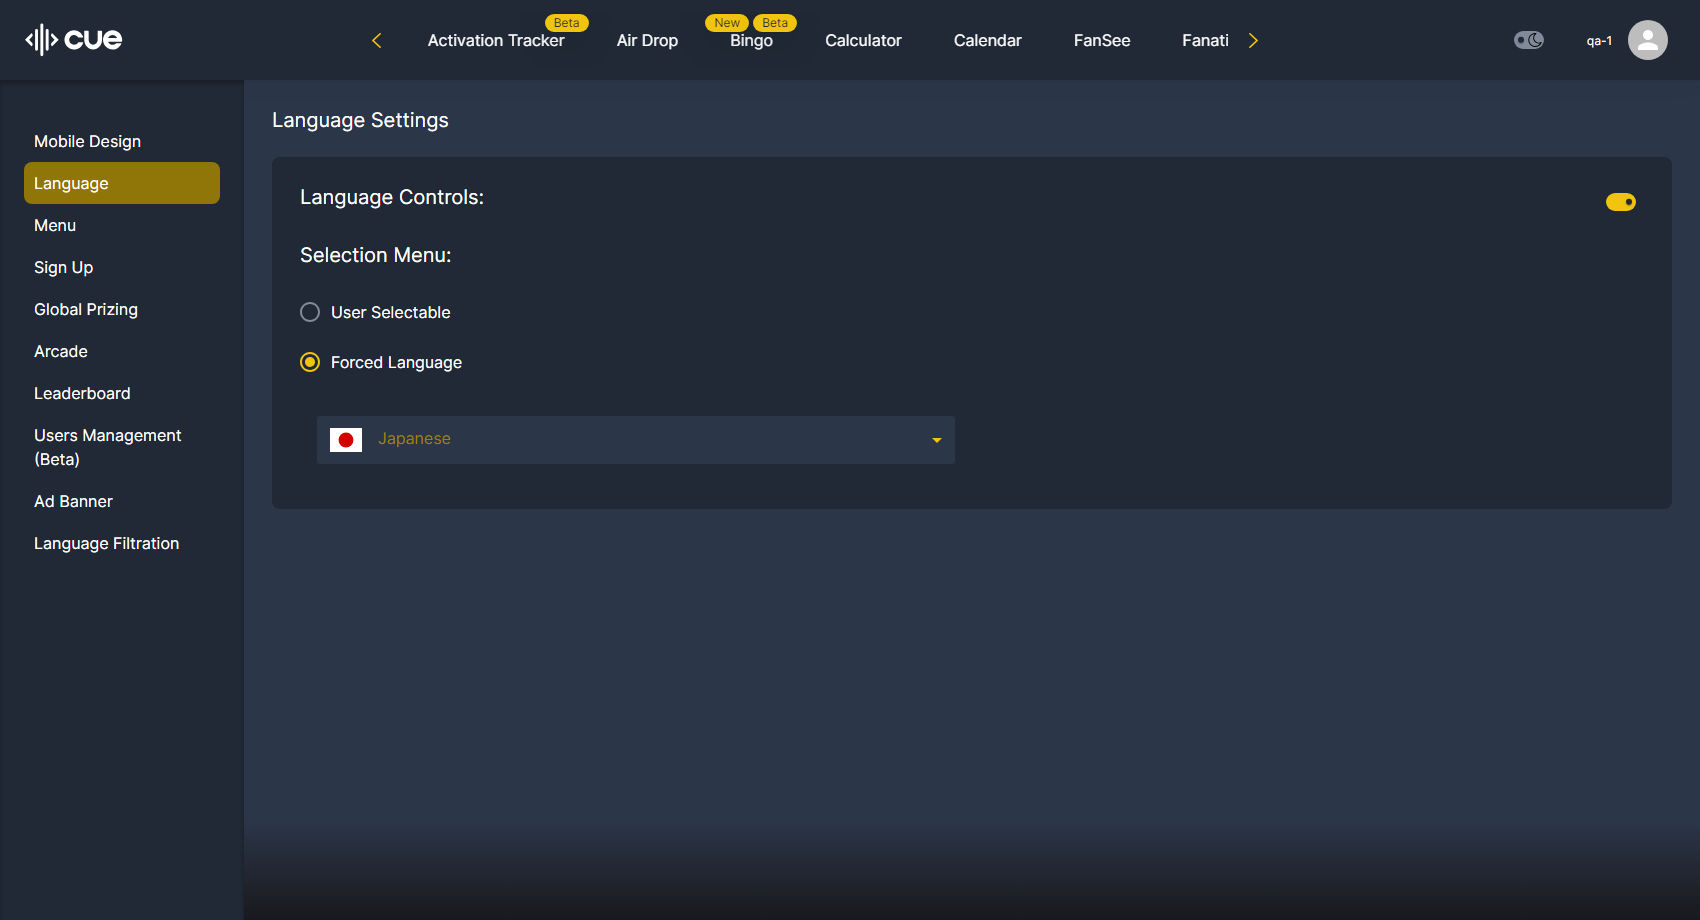 cue
Activation Tracker
Beta
Air Drop
Bingo
New
Beta
Calculator
Calendar
FanSee
Fanati
qa-1
Mobile Design
Language
Menu
Sign Up
Global Prizing
Arcade
Leaderboard
Users Management
(Beta)
Ad Banner
Language Filtration
Language Settings
Language Controls:
Selection Menu:
User Selectable
Forced Language
Japanese